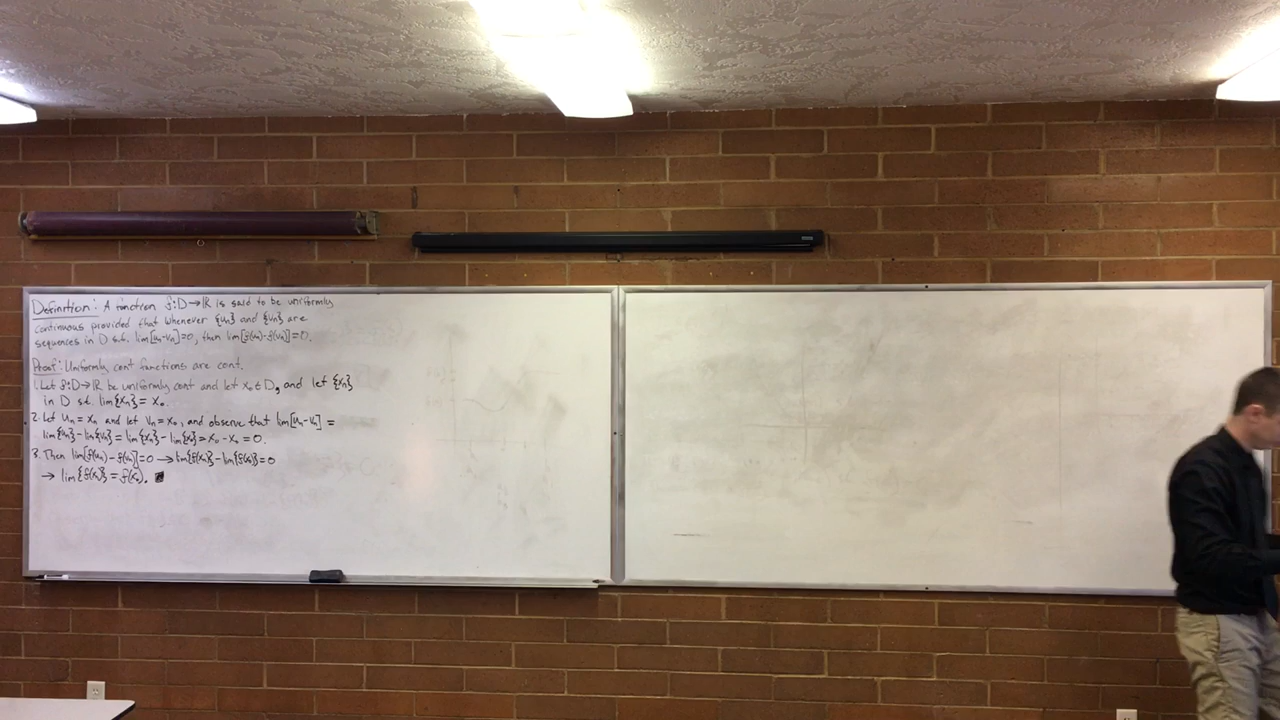 Definition: A function f:D→ℝ is said to be uniformly
continuous provided that whenever {uₙ} and {vₙ} are
sequences in D s.t. lim[uₙ-vₙ]=0, then lim[f(uₙ)-f(vₙ)]=0.
Proof: Uniformly cont functions are cont.
1. Let f:D→ℝ be uniformly cont and let x₀ ∈ D, and let {xₙ}
in D s.t. lim{xₙ} = x₀.
2. Let uₙ = xₙ and let vₙ = x₀, and observe that lim[uₙ-vₙ] =
lim{uₙ} - lim{vₙ} = lim{xₙ} - lim{x₀} = x₀ - x₀ = 0.
3. Then lim[f(uₙ) - f(vₙ)] = 0 → lim{f(xₙ)} - lim{f(x₀)} = 0
→ lim{f(xₙ)} = f(x₀). ■